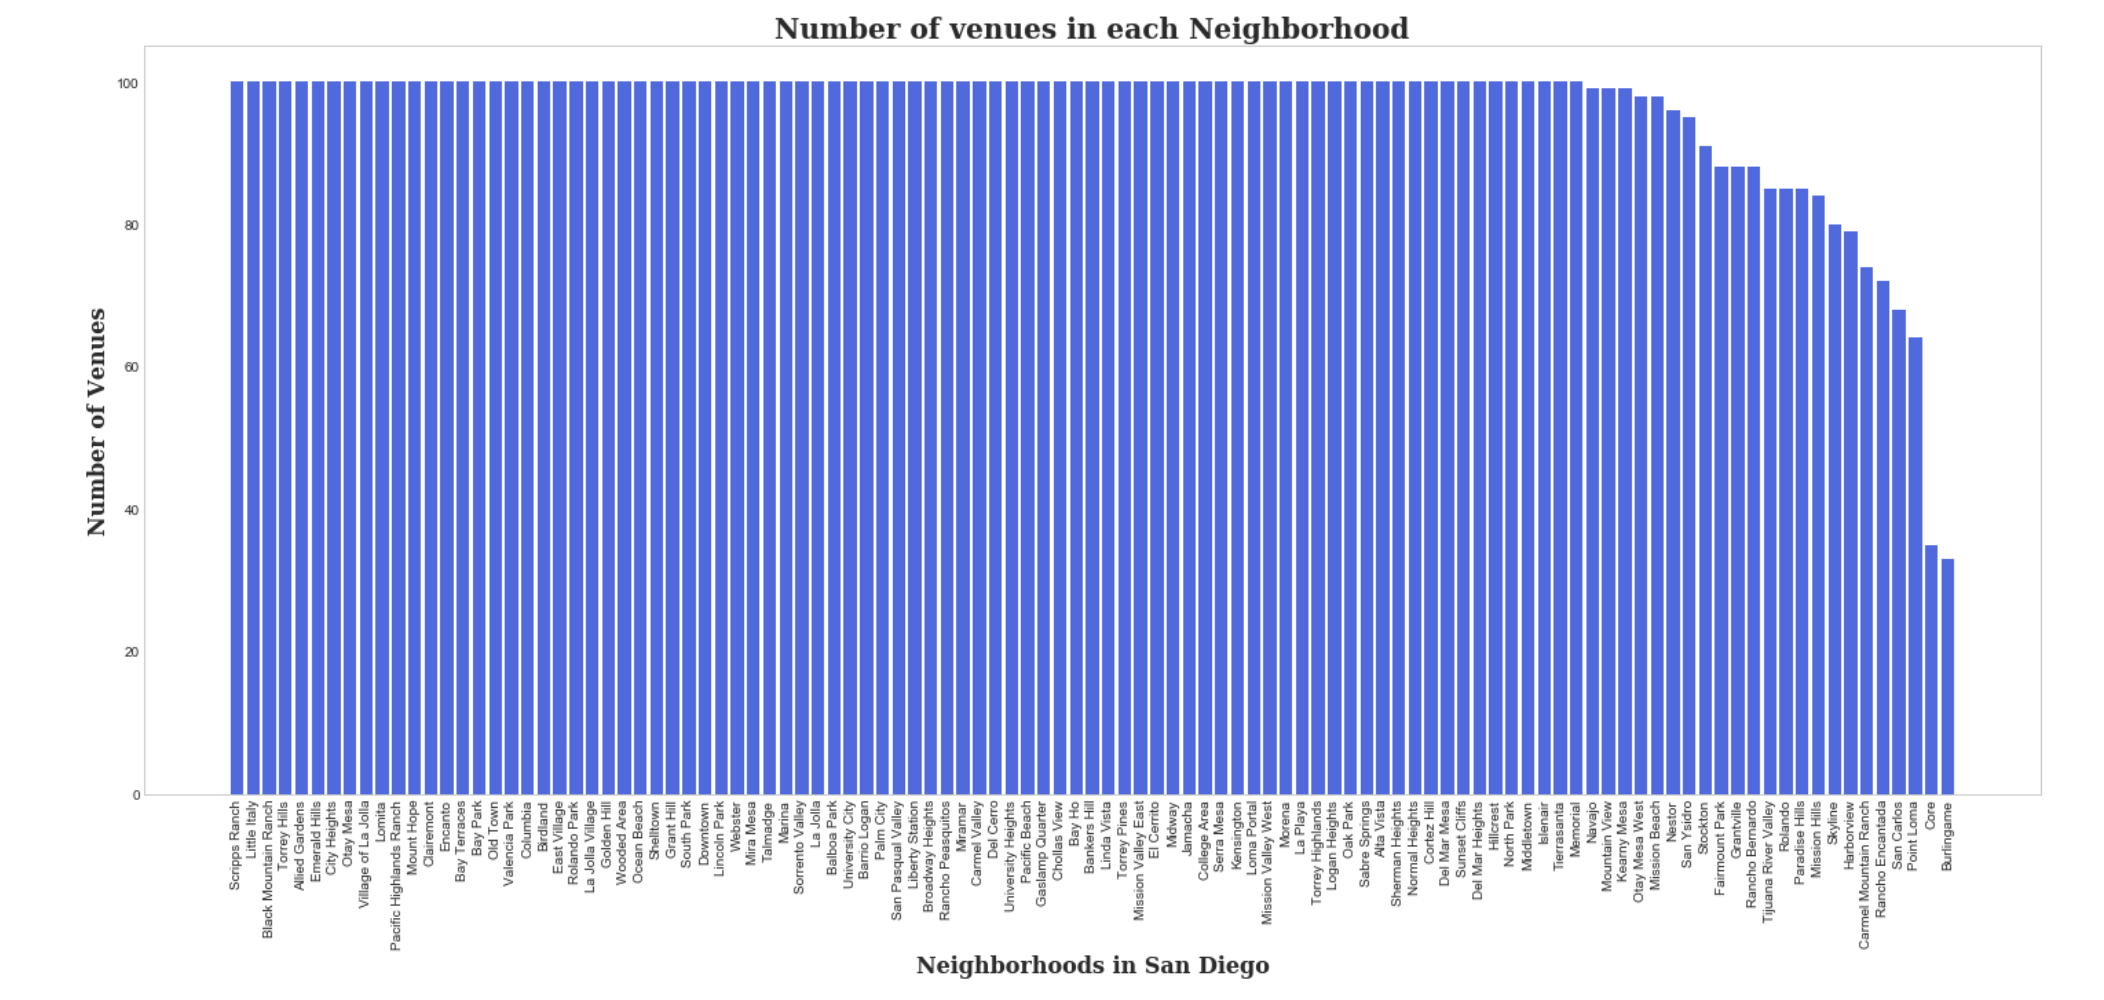 Number of venues in each Neighborhood
Number of Venues
100
80
60
40
20
0
Scripps Ranch
Little Italy
Black Mountain Ranch
Torrey Hills
Allied Gardens
Emerald Hills
City Heights
Otay Mesa
Village of La Jolla
Lomita
Pacific Highlands Ranch
Mount Hope
Clairemont
Encanto
Bay Terraces
Bay Park
Old Town
Valencia Park
Columbia
Birdland
East Village
Rolando Park
La Jolla Village
Golden Hill
Wooded Area
Ocean Beach
Shelltown
Grant Hill
South Park
Downtown
Lincoln Park
Webster
Mira Mesa
Talmadge
Marina
Sorrento Valley
La Jolla
Balboa Park
University City
Barrio Logan
Palm City
San Pasqual Valley
Liberty Station
Broadway Heights
Rancho Peasquitos
Miramar
Carmel Valley
Del Cerro
University Heights
Pacific Beach
Gaslamp Quarter
Chollas View
Bay Ho
Bankers Hill
Linda Vista
Torrey Pines
Mission Valley East
El Cerrito
Midway
Jamacha
College Area
Serra Mesa
Kensington
Loma Portal
Mission Valley West
Morena
La Playa
Torrey Highlands
Logan Heights
Oak Park
Sabre Springs
Alta Vista
Sherman Heights
Normal Heights
Cortez Hill
Del Mar Mesa
Sunset Cliffs
Del Mar Heights
Hillcrest
North Park
Middletown
Islenair
Tierrasanta
Memorial
Navajo
Mountain View
Kearny Mesa
Otay Mesa West
Mission Beach
Nestor
San Ysidro
Stockton
Fairmount Park
Grantville
Rancho Bernardo
Tijuana River Valley
Rolando
Paradise Hills
Mission Hills
Skyline
Harborview
Carmel Mountain Ranch
Rancho Encantada
San Carlos
Point Loma
Core
Burlingame
Neighborhoods in San Diego